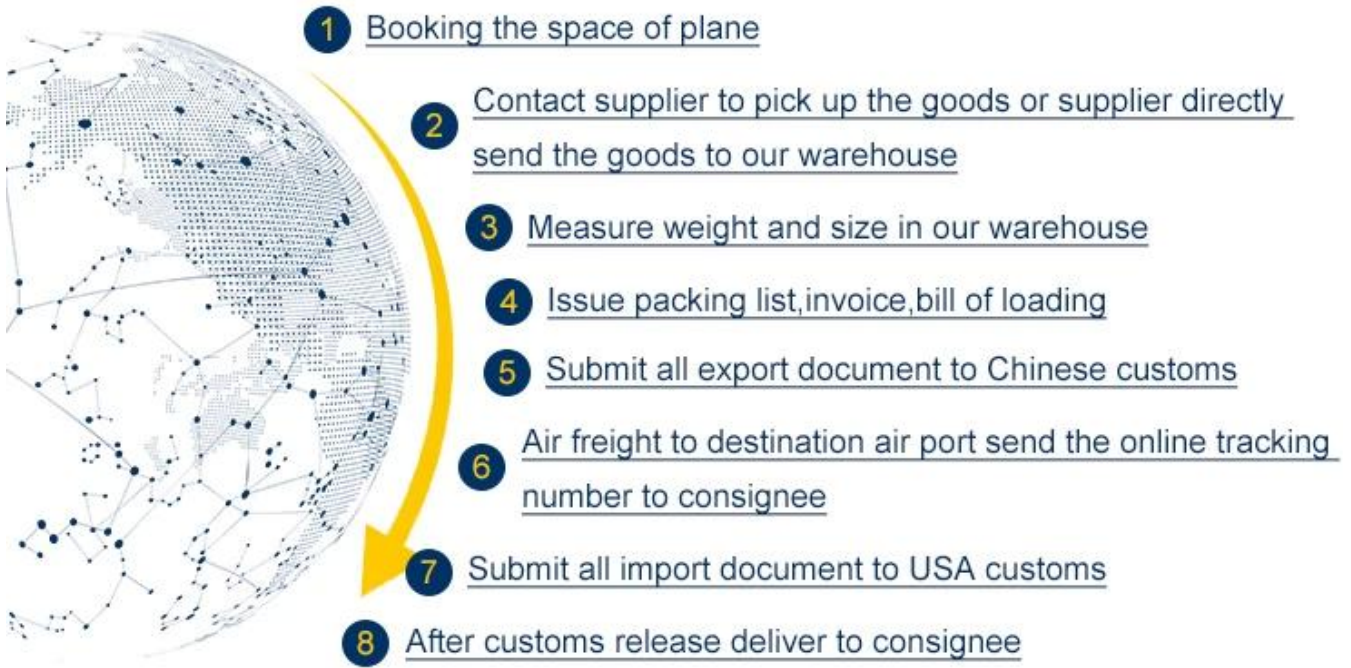 1 Booking the space of plane
2 Contact supplier to pick up the goods or supplier directly
send the goods to our warehouse
3 Measure weight and size in our warehouse
4 Issue packing list,invoice,bill of loading
5 Submit all export document to Chinese customs
6 Air freight to destination air port send the online tracking
number to consignee
7 Submit all import document to USA customs
8 After customs release deliver to consignee